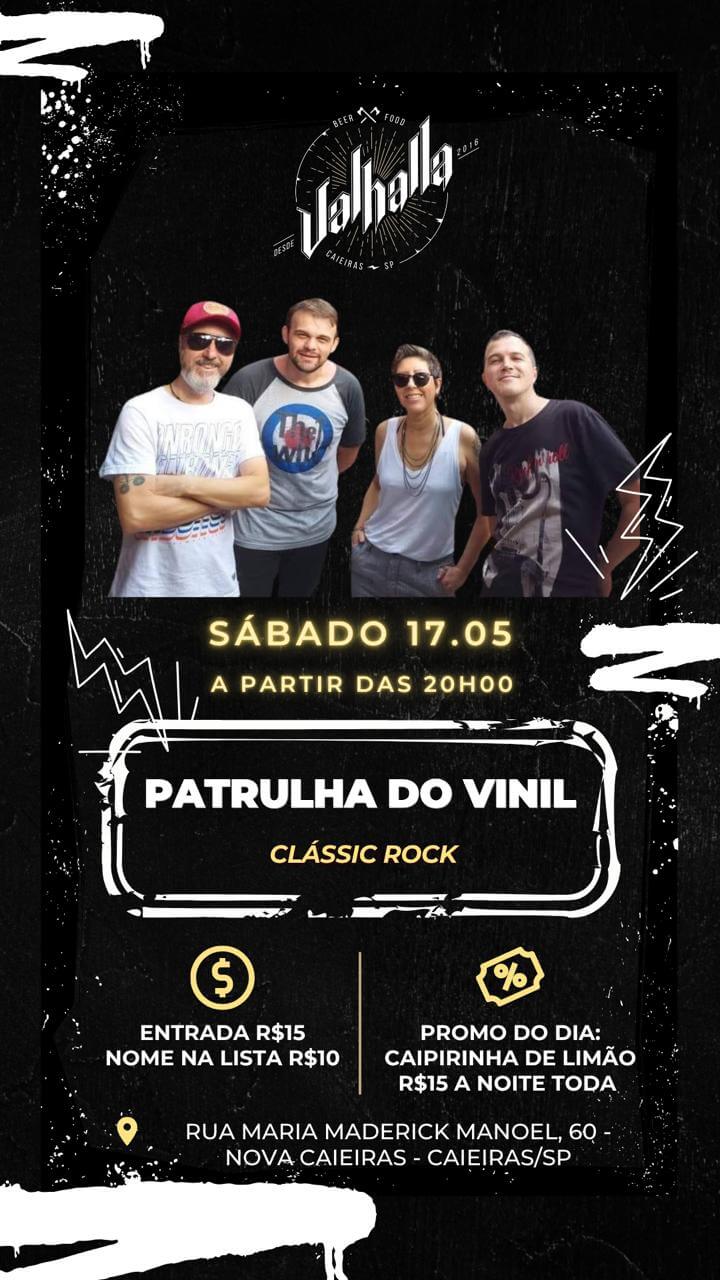 BEER FOOD
Valhalla
DESDE 2016
CAIEIRAS SP
The Who
SÁBADO 17.05
A PARTIR DAS 20H00
PATRULHA DO VINIL
CLÁSSIC ROCK
ENTRADA R$15
NOME NA LISTA R$10
PROMO DO DIA:
CAIPIRINHA DE LIMÃO
R$15 A NOITE TODA
RUA MARIA MADERICK MANOEL, 60 -
NOVA CAIEIRAS - CAIEIRAS/SP